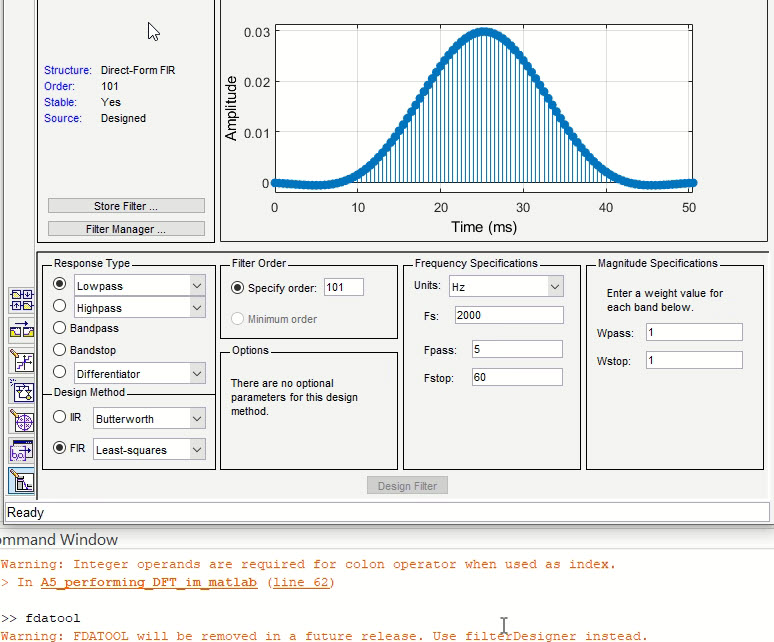 Structure: Direct-Form FIR
Order: 101
Stable: Yes
Source: Designed
Store Filter ...
Filter Manager ...
Amplitude
0.03
0.02
0.01
0
0 10 20 30 40 50
Time (ms)
Response Type
Lowpass
Highpass
Bandpass
Bandstop
Differentiator
Design Method
IIR Butterworth
FIR Least-squares
Filter Order
Specify order: 101
Minimum order
Options
There are no optional
parameters for this design
method.
Frequency Specifications
Units: Hz
Fs: 2000
Fpass: 5
Fstop: 60
Magnitude Specifications
Enter a weight value for
each band below.
Wpass: 1
Wstop: 1
Design Filter
Ready
ommand Window
Warning: Integer operands are required for colon operator when used as index.
> In A5_performing_DFT_im_matlab (line 62)
>> fdatool
Warning: FDATOOL will be removed in a future release. Use filterDesigner instead.